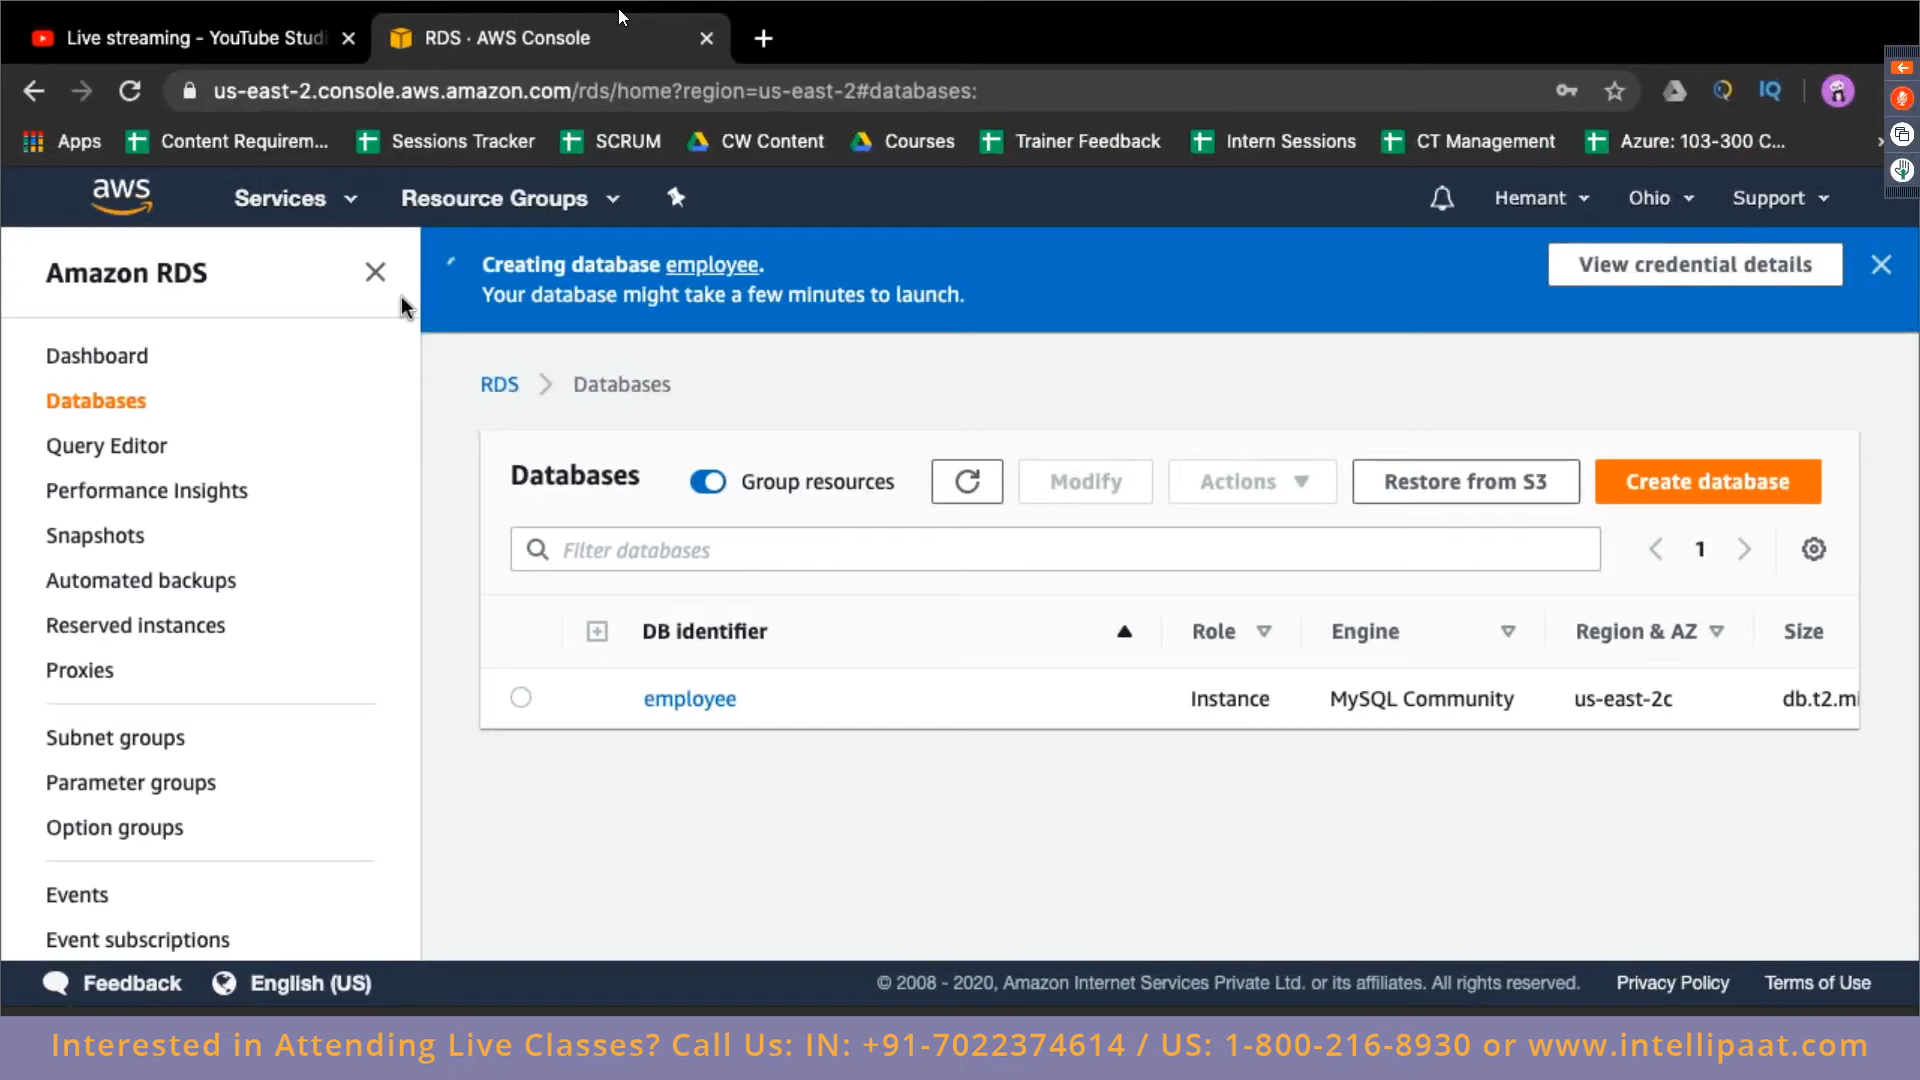 Live streaming - YouTube Studi
RDS · AWS Console
us-east-2.console.aws.amazon.com/rds/home?region=us-east-2#databases:
IQ
Apps
Content Requirem...
Sessions Tracker
SCRUM
CW Content
Courses
Trainer Feedback
Intern Sessions
CT Management
Azure: 103-300 C...
aws
Services
Resource Groups
Hemant
Ohio
Support
Amazon RDS
Dashboard
Databases
Query Editor
Performance Insights
Snapshots
Automated backups
Reserved instances
Proxies
Subnet groups
Parameter groups
Option groups
Events
Event subscriptions
Creating database employee.
Your database might take a few minutes to launch.
View credential details
RDS > Databases
Databases
Group resources
Modify
Actions
Restore from S3
Create database
Filter databases
1
DB identifier
Role
Engine
Region & AZ
Size
employee
Instance
MySQL Community
us-east-2c
db.t2.mi
Feedback
English (US)
© 2008 - 2020, Amazon Internet Services Private Ltd. or its affiliates. All rights reserved.
Privacy Policy
Terms of Use
Interested in Attending Live Classes? Call Us: IN: +91-7022374614 / US: 1-800-216-8930 or www.intellipaat.com